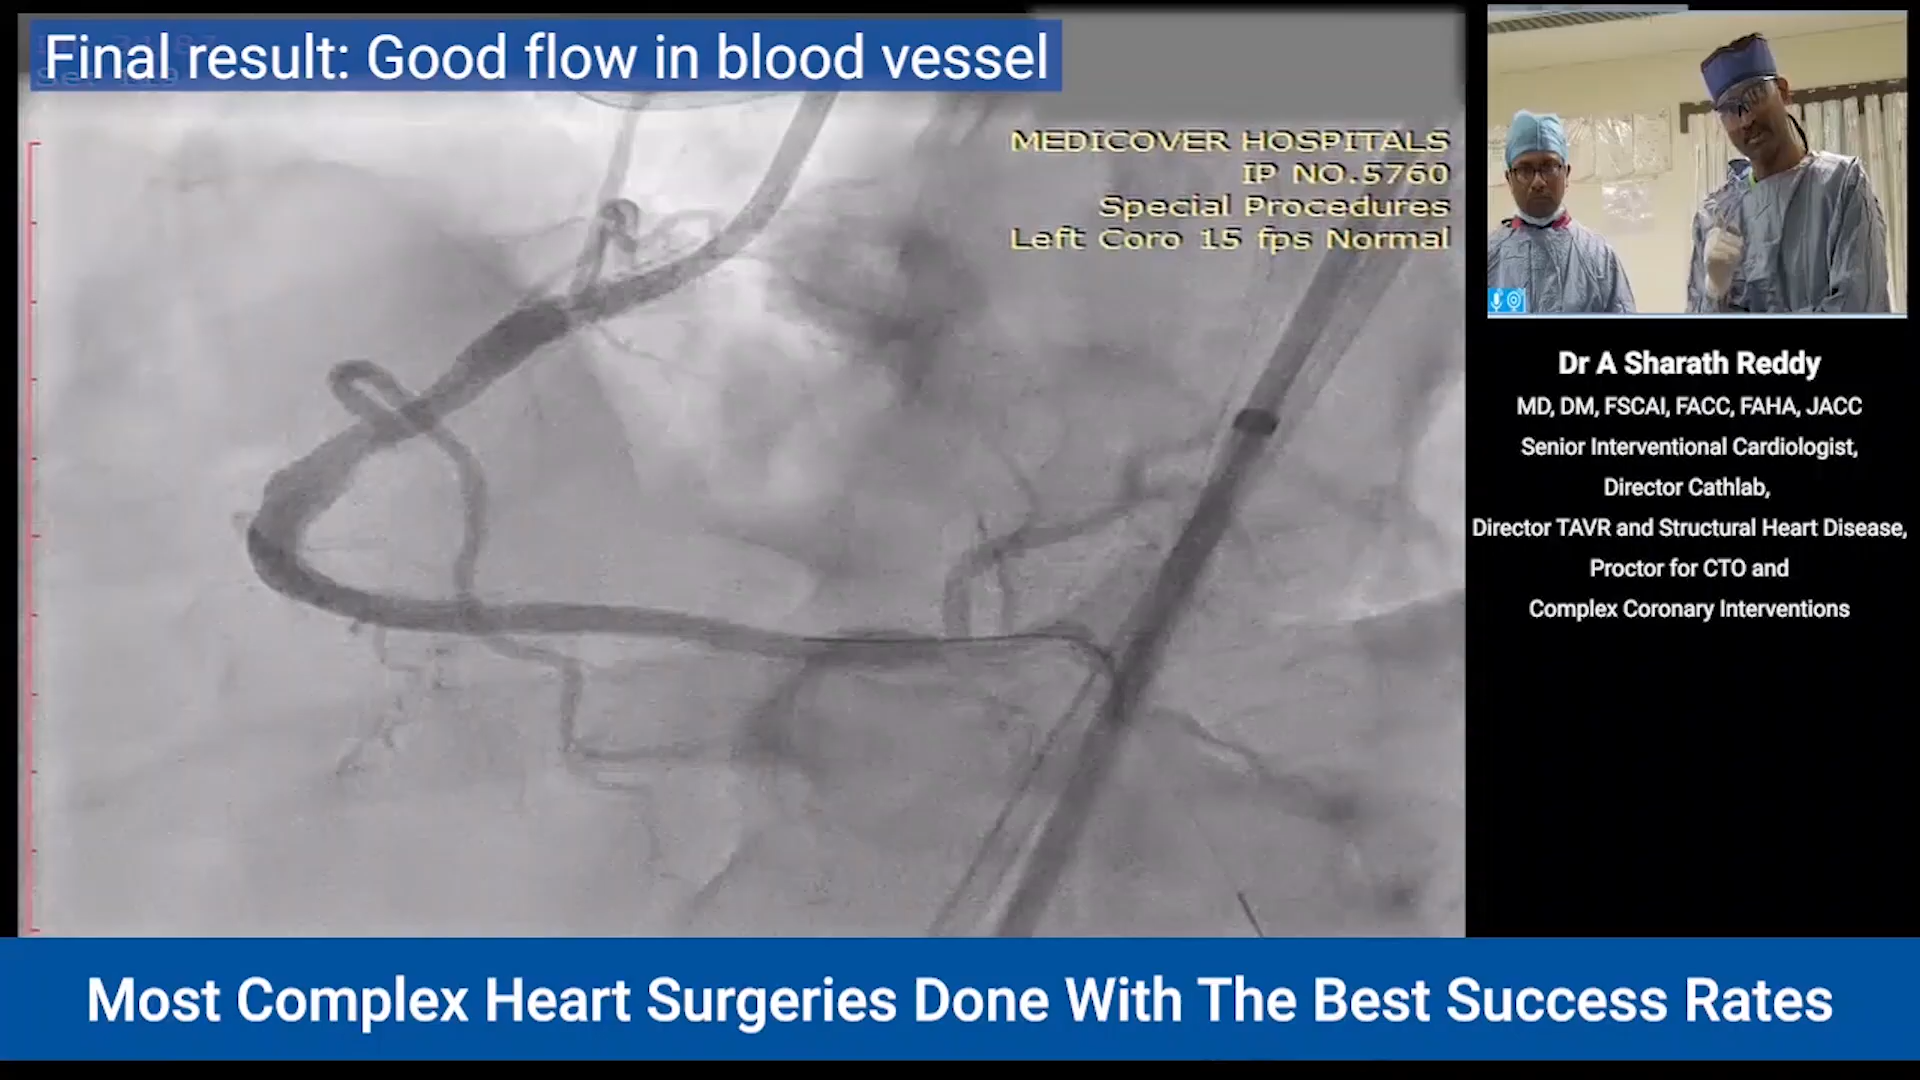 Final result: Good flow in blood vessel
MEDICOVER HOSPITALS
IP NO.5760
Special Procedures
Left Coro 15 fps Normal
Dr A Sharath Reddy
MD, DM, FSCAI, FACC, FAHA, JACC
Senior Interventional Cardiologist,
Director Cathlab,
Director TAVR and Structural Heart Disease,
Proctor for CTO and
Complex Coronary Interventions
Most Complex Heart Surgeries Done With The Best Success Rates